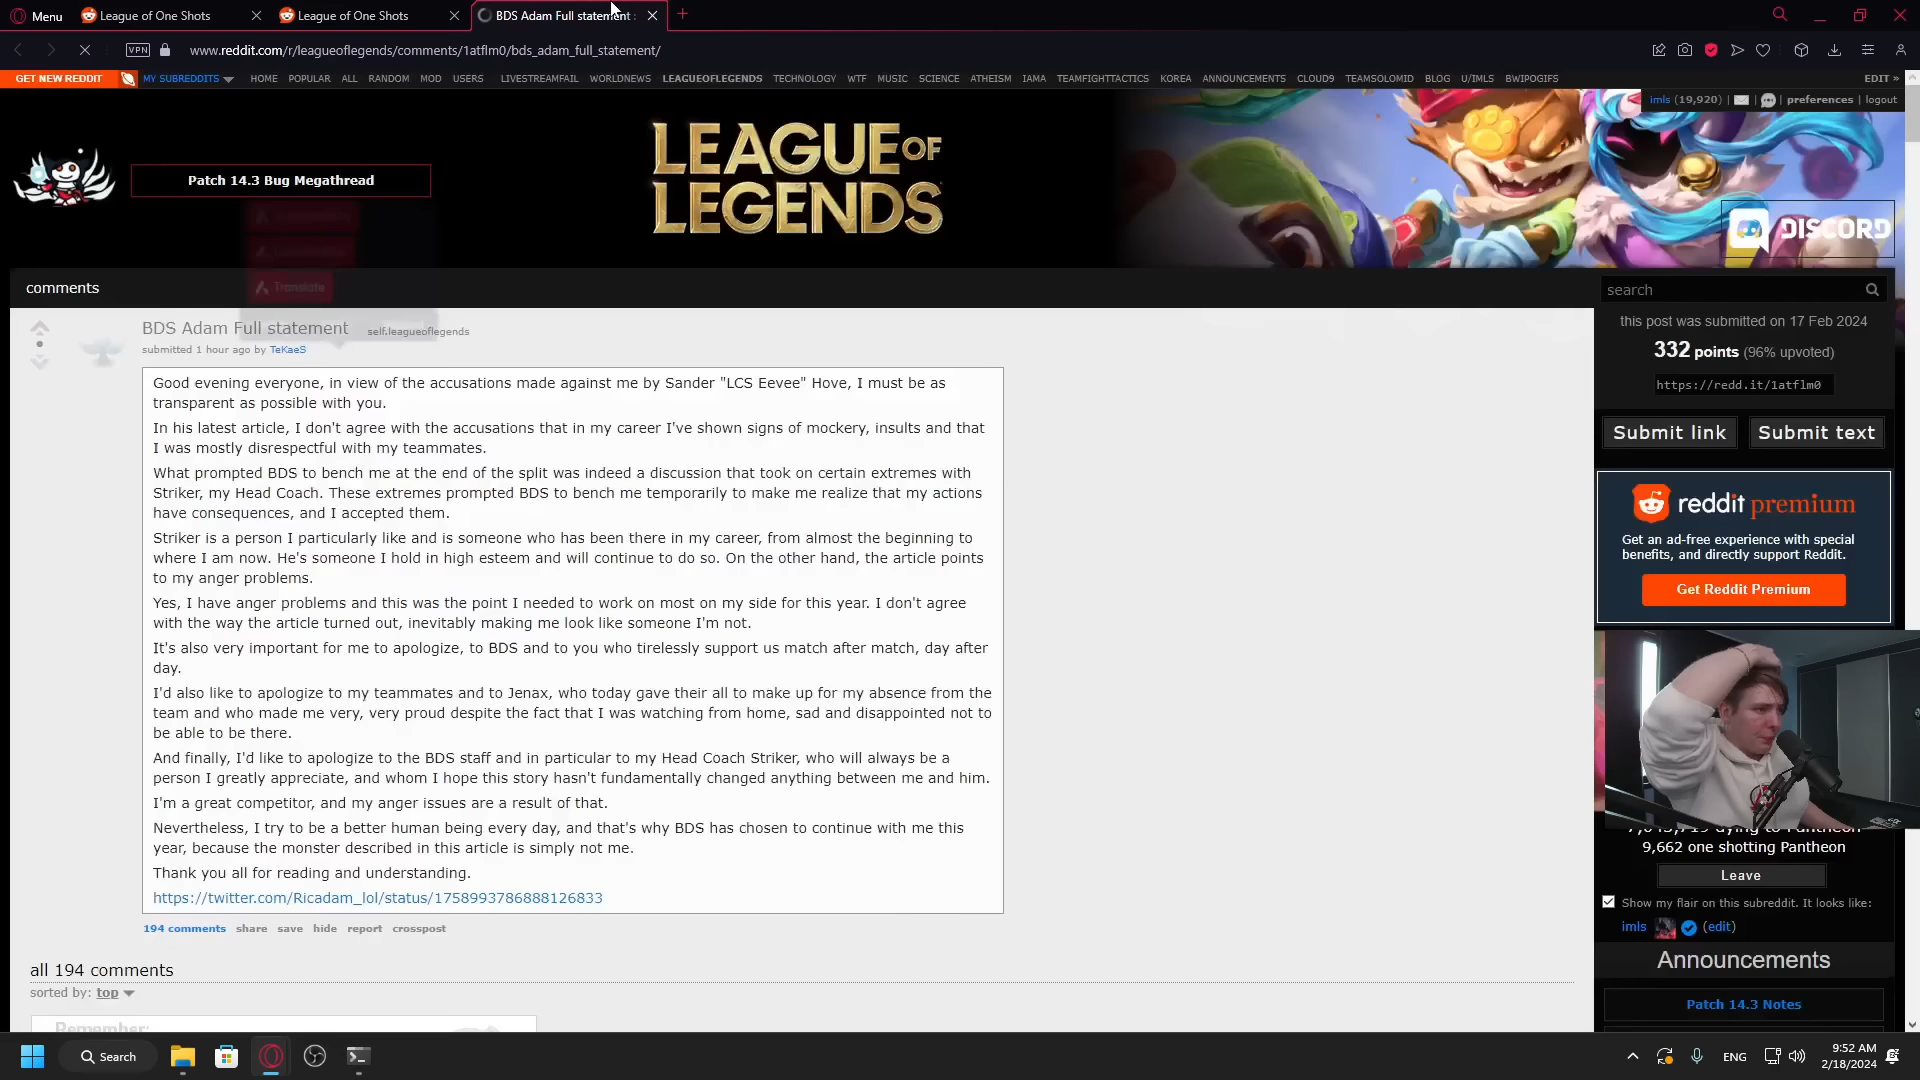 Menu
League of One Shots
League of One Shots
BDS Adam Full statement :
VPN
www.reddit.com/r/leagueoflegends/comments/1atflm0/bds_adam_full_statement/
GET NEW REDDIT
MY SUBREDDITS HOME POPULAR ALL RANDOM MOD USERS LIVESTREAMFAIL WORLDNEWS LEAGUEOFLEGENDS TECHNOLOGY WTF MUSIC SCIENCE ATHEISM IAMA TEAMFIGHTTACTICS KOREA ANNOUNCEMENTS CLOUD9 TEAMSOLOMID BLOG U/IMLS BWIPOGIFS EDIT »
imls (19,920) | | | preferences | logout
Patch 14.3 Bug Megathread
LEAGUE OF
LEGENDS
DISCORD
Translate
comments
search
BDS Adam Full statement self.leagueoflegends
submitted 1 hour ago by TeKaeS
Good evening everyone, in view of the accusations made against me by Sander "LCS Eevee" Hove, I must be as
transparent as possible with you.
In his latest article, I don't agree with the accusations that in my career I've shown signs of mockery, insults and that
I was mostly disrespectful with my teammates.
What prompted BDS to bench me at the end of the split was indeed a discussion that took on certain extremes with
Striker, my Head Coach. These extremes prompted BDS to bench me temporarily to make me realize that my actions
have consequences, and I accepted them.
Striker is a person I particularly like and is someone who has been there in my career, from almost the beginning to
where I am now. He's someone I hold in high esteem and will continue to do so. On the other hand, the article points
to my anger problems.
Yes, I have anger problems and this was the point I needed to work on most on my side for this year. I don't agree
with the way the article turned out, inevitably making me look like someone I'm not.
It's also very important for me to apologize, to BDS and to you who tirelessly support us match after match, day after
day.
I'd also like to apologize to my teammates and to Jenax, who today gave their all to make up for my absence from the
team and who made me very, very proud despite the fact that I was watching from home, sad and disappointed not to
be able to be there.
And finally, I'd like to apologize to the BDS staff and in particular to my Head Coach Striker, who will always be a
person I greatly appreciate, and whom I hope this story hasn't fundamentally changed anything between me and him.
I'm a great competitor, and my anger issues are a result of that.
Nevertheless, I try to be a better human being every day, and that's why BDS has chosen to continue with me this
year, because the monster described in this article is simply not me.
Thank you all for reading and understanding.
https://twitter.com/Ricadam_lol/status/1758993786888126833
194 comments share save hide report crosspost
all 194 comments
sorted by: top
Remember:
this post was submitted on 17 Feb 2024
332 points (96% upvoted)
https://redd.it/1atflm0
Submit link
Submit text
reddit premium
Get an ad-free experience with special
benefits, and directly support Reddit.
Get Reddit Premium
dying to Pantheon
9,662 one shotting Pantheon
Leave
Show my flair on this subreddit. It looks like:
imls (edit)
Announcements
Patch 14.3 Notes
Search
ENG
9:52 AM
2/18/2024